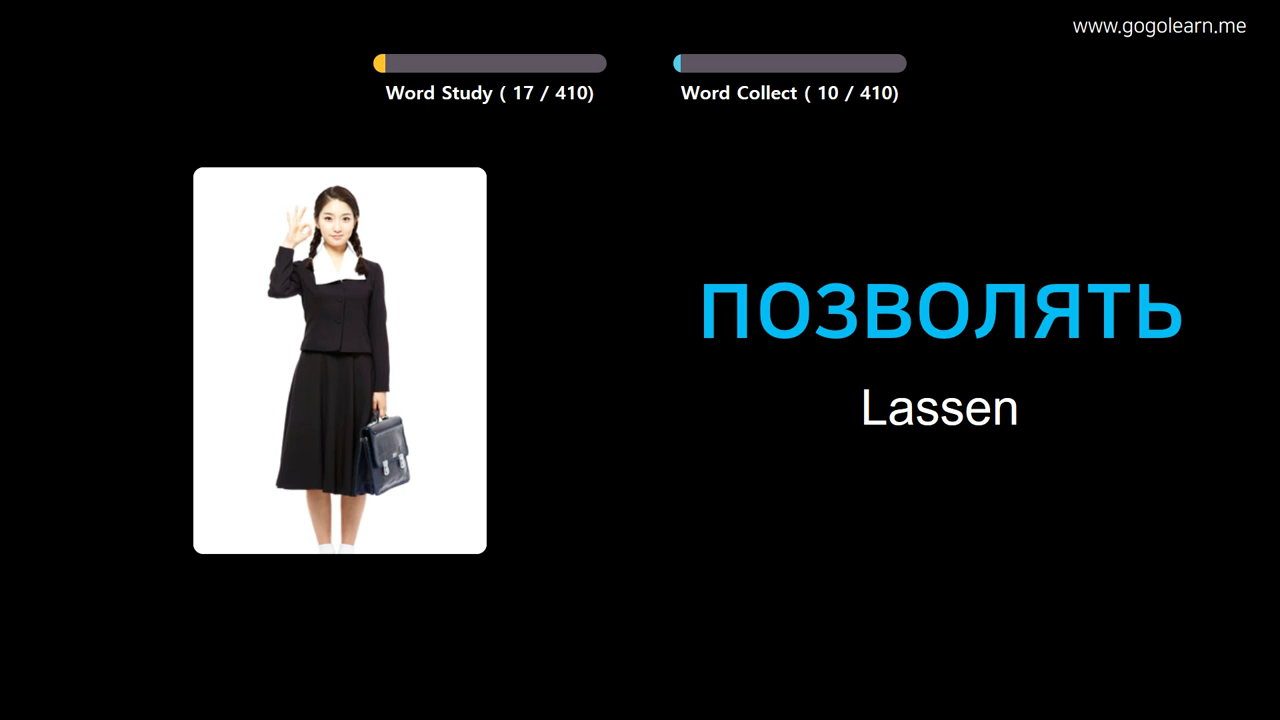 www.gogolearn.me
Word Study ( 17 / 410)
Word Collect ( 10 / 410)
позволять
Lassen